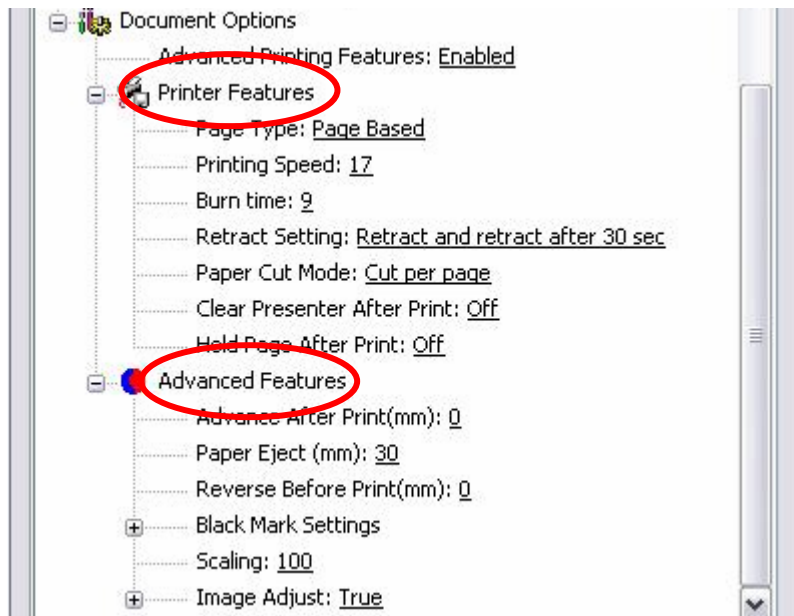 Document Options
Advanced Printing Features: Enabled
Printer Features
Page Type: Page Based
Printing Speed: 17
Burn time: 9
Retract Setting: Retract and retract after 30 sec
Paper Cut Mode: Cut per page
Clear Presenter After Print: Off
Hold Page After Print: Off
Advanced Features
Advance After Print(mm): 0
Paper Eject (mm): 30
Reverse Before Print(mm): 0
Black Mark Settings
Scaling: 100
Image Adjust: True